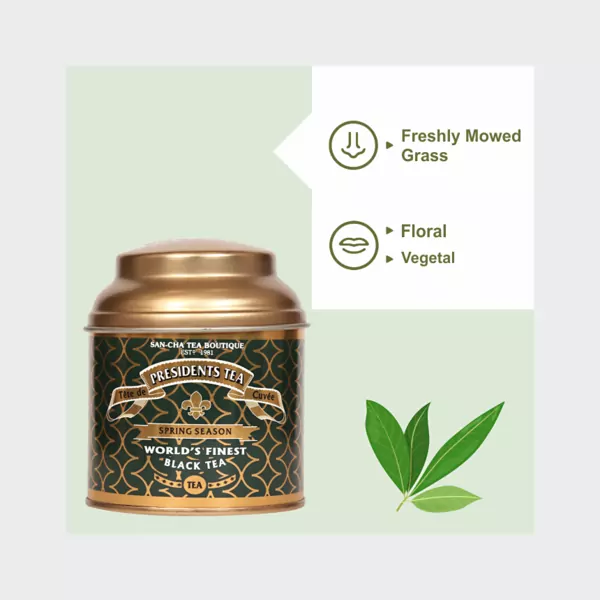 Freshly Mowed
Grass
Floral
Vegetal
SAN-CHA TEA BOUTIQUE
ESTD 1981
PRESIDENTS TEA
Tête de Cuvée
SPRING SEASON
WORLD'S FINEST
BLACK TEA
TEA